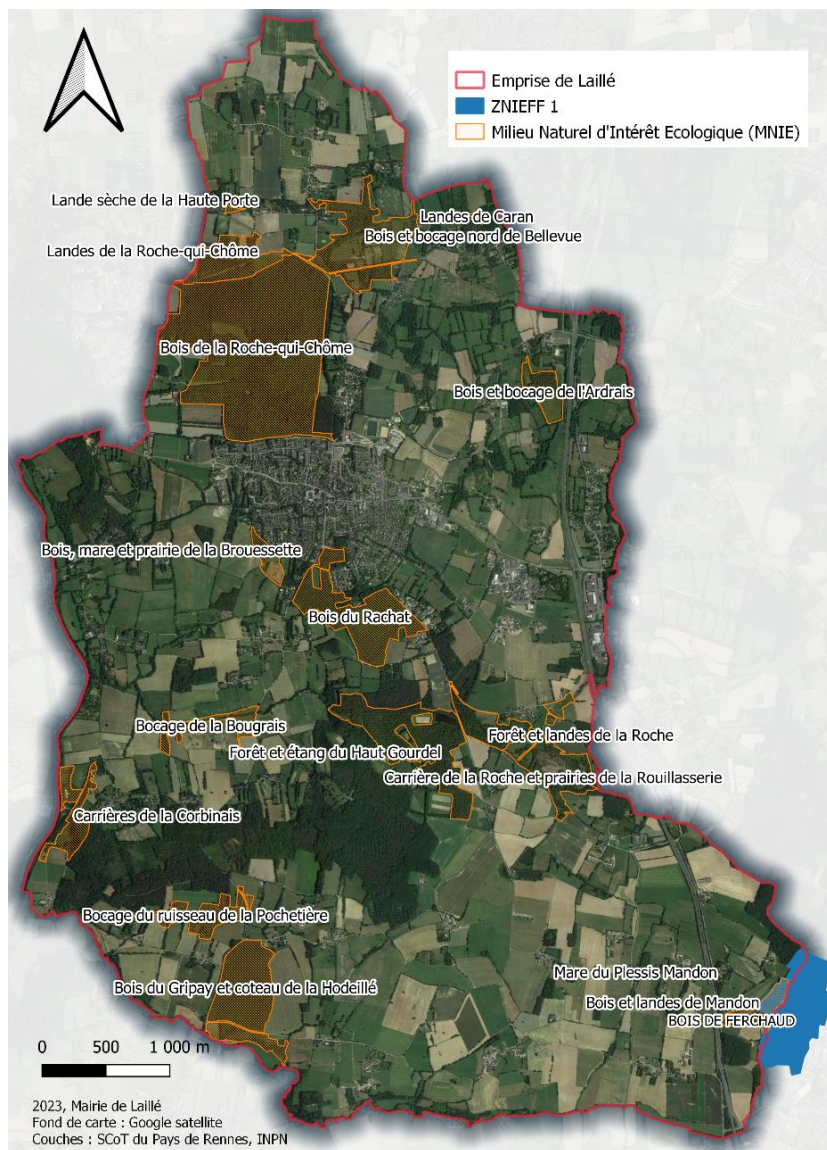 Emprise de Laillé
ZNIEFF 1
Milieu Naturel d'Intérêt Ecologique (MNIE)
Lande sèche de la Haute Porte
Landes de Caran
Bois et bocage nord de Bellevue
Landes de la Roche-qui-Chôme
Bois de la Roche-qui-Chôme
Bois et bocage de l'Ardrais
Bois, mare et prairie de la Brouessette
Bois du Rachat
Bocage de la Bougrais
Forêt et landes de la Roche
Forêt et étang du Haut Gourdel
Carrière de la Roche et prairies de la Rouillasserie
Carrières de la Corbinais
Bocage du ruisseau de la Pochetière
Mare du Plessis Mandon
Bois du Gripay et coteau de la Hodeillé
Bois et landes de Mandon
BOIS DE FERCHAUD
0 500 1 000 m
2023, Mairie de Laillé
Fond de carte : Google satellite
Couches : SCoT du Pays de Rennes, INPN